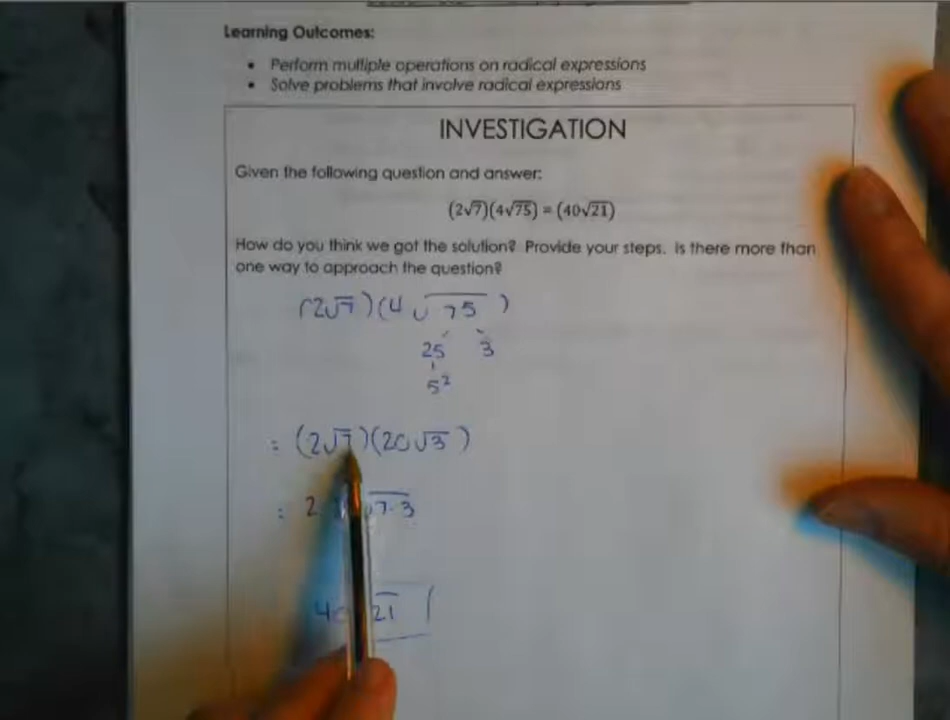 Learning Outcomes:
• Perform multiple operations on radical expressions
• Solve problems that involve radical expressions
INVESTIGATION
Given the following question and answer:
(2√7)(4√75) = (40√21)
How do you think we got the solution? Provide your steps. Is there more than
one way to approach the question?
(2√7)(4√75)
25 3
5²
= (2√7)(20√3)
= 2 √7·3
40 21